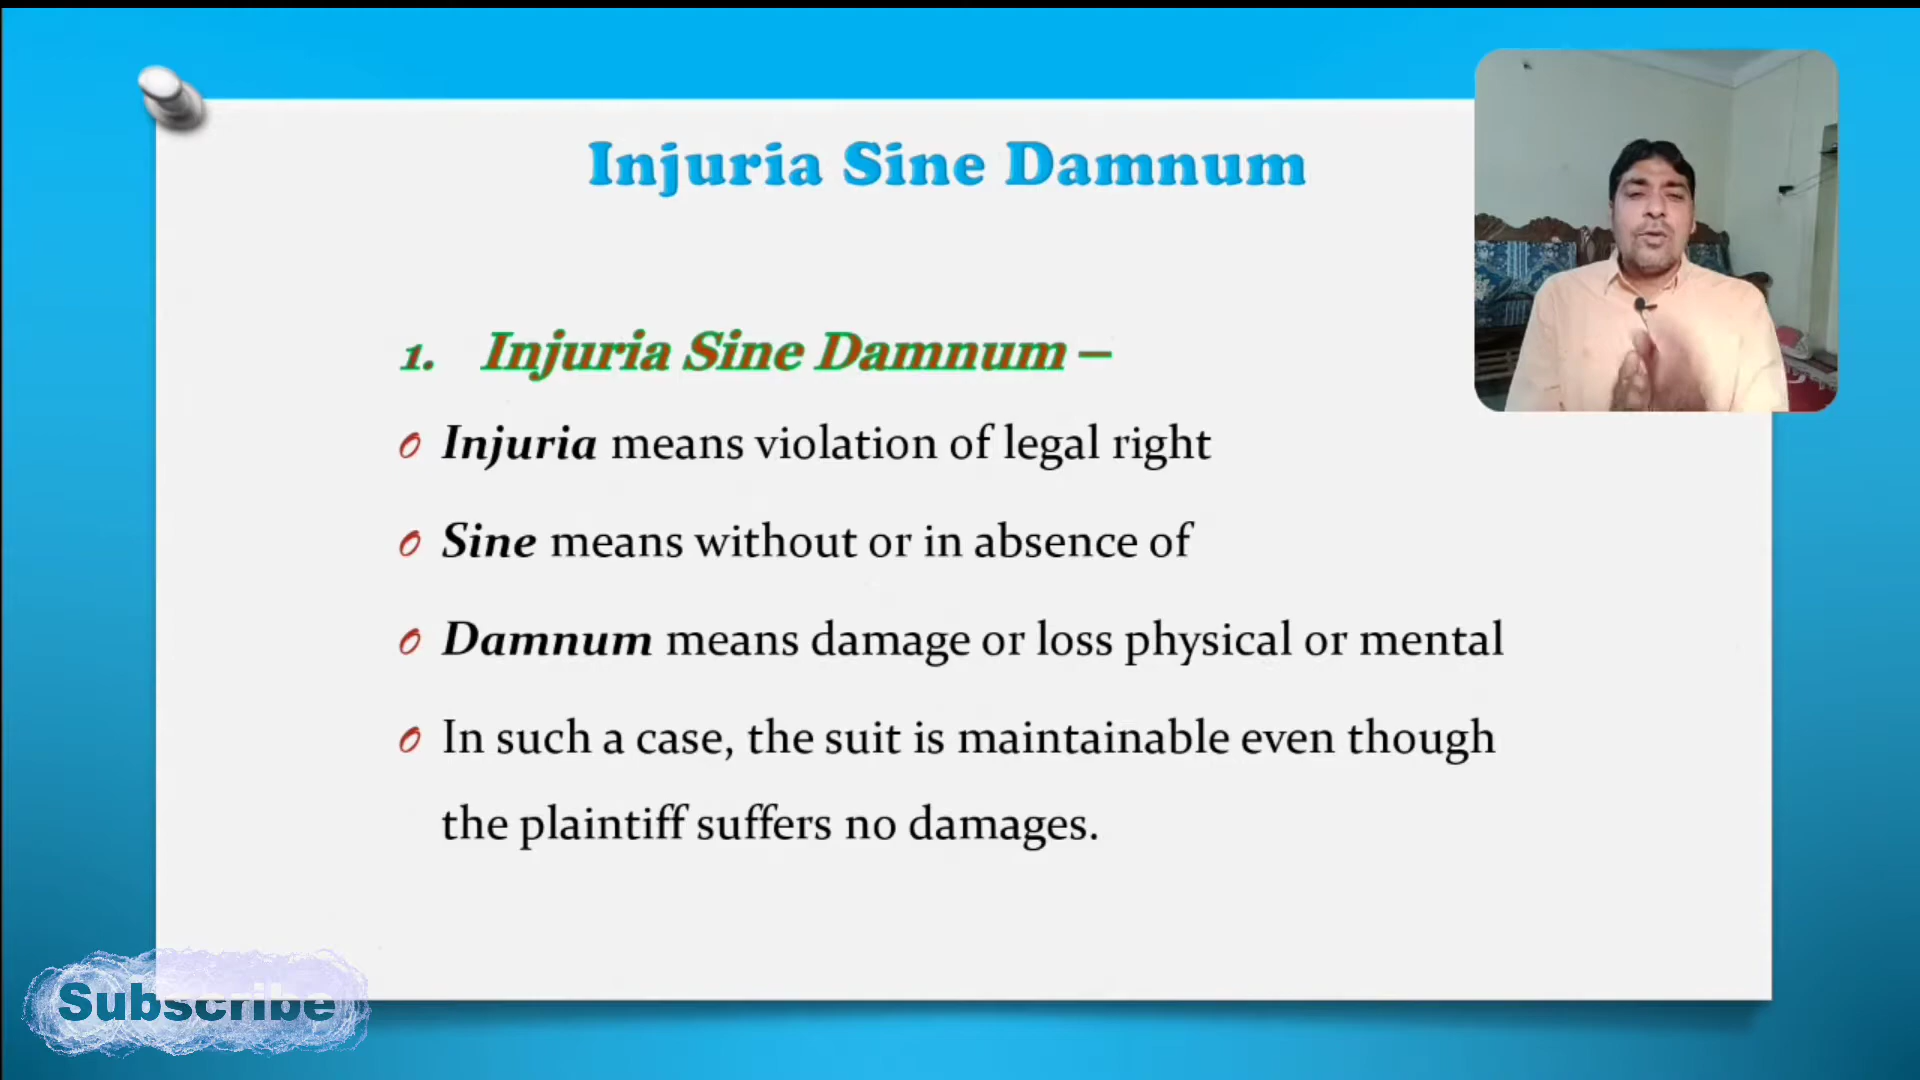 Injuria Sine Damnum
1. Injuria Sine Damnum –
Injuria means violation of legal right
Sine means without or in absence of
Damnum means damage or loss physical or mental
In such a case, the suit is maintainable even though
the plaintiff suffers no damages.
Subscribe